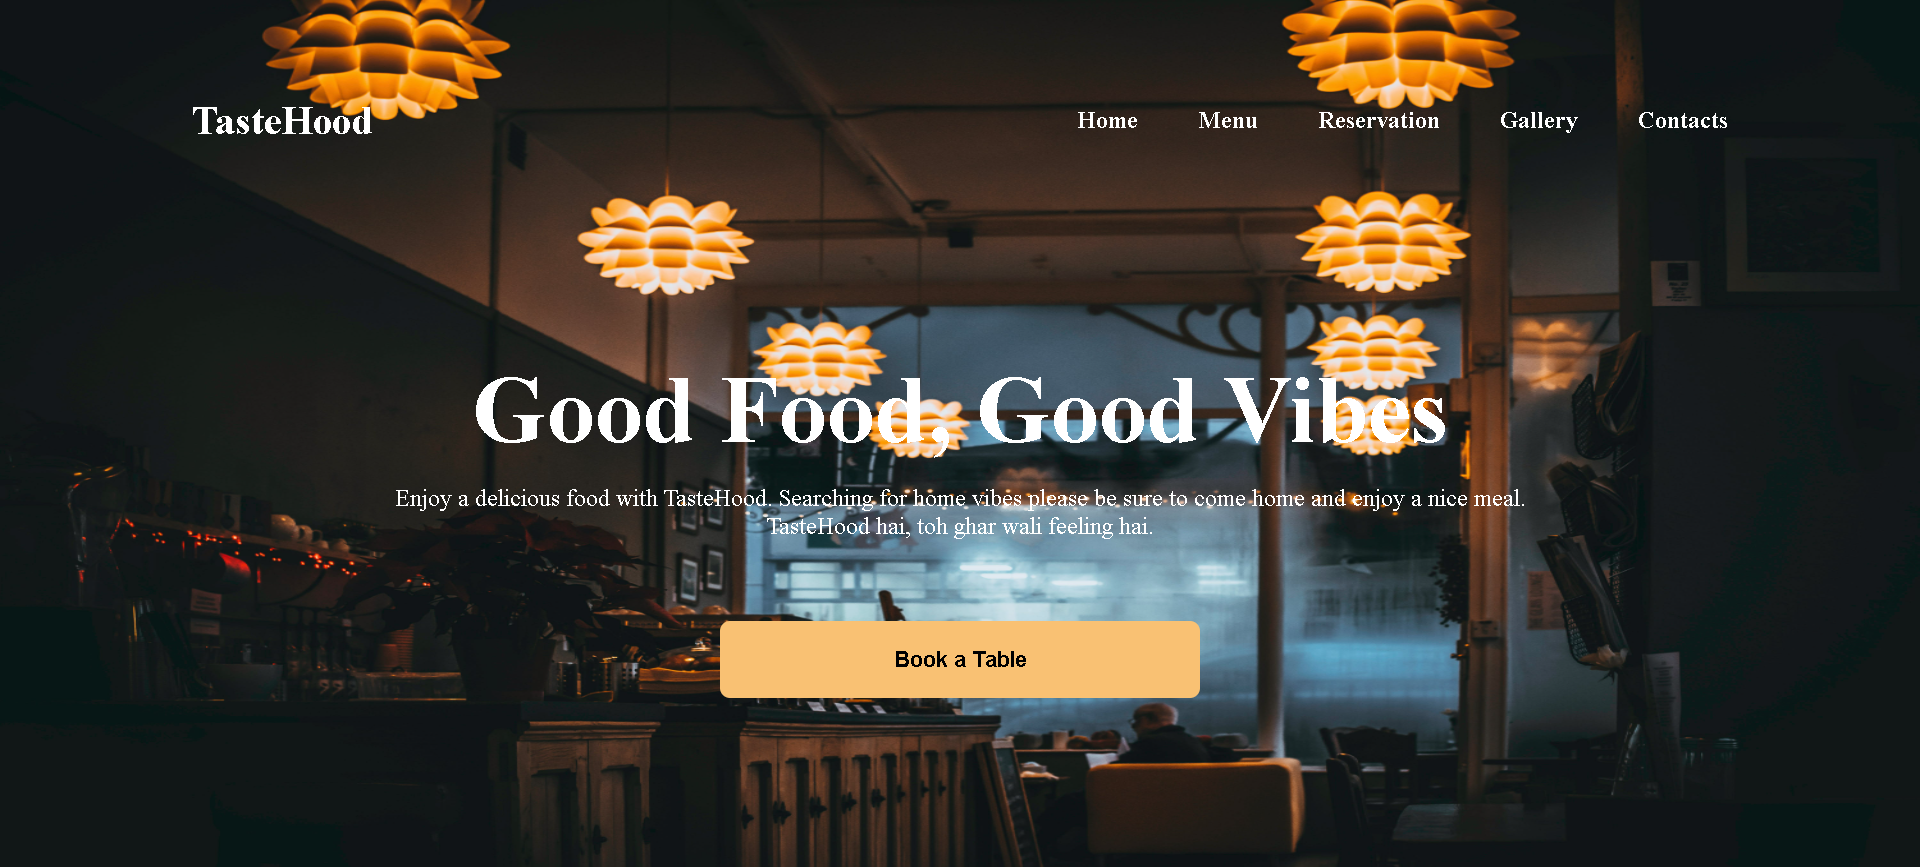 TasteHood
Home Menu Reservation Gallery Contacts
Good Food, Good Vibes
Enjoy a delicious food with TasteHood. Searching for home vibes please be sure to come home and enjoy a nice meal.
TasteHood hai, toh ghar wali feeling hai.
Book a Table